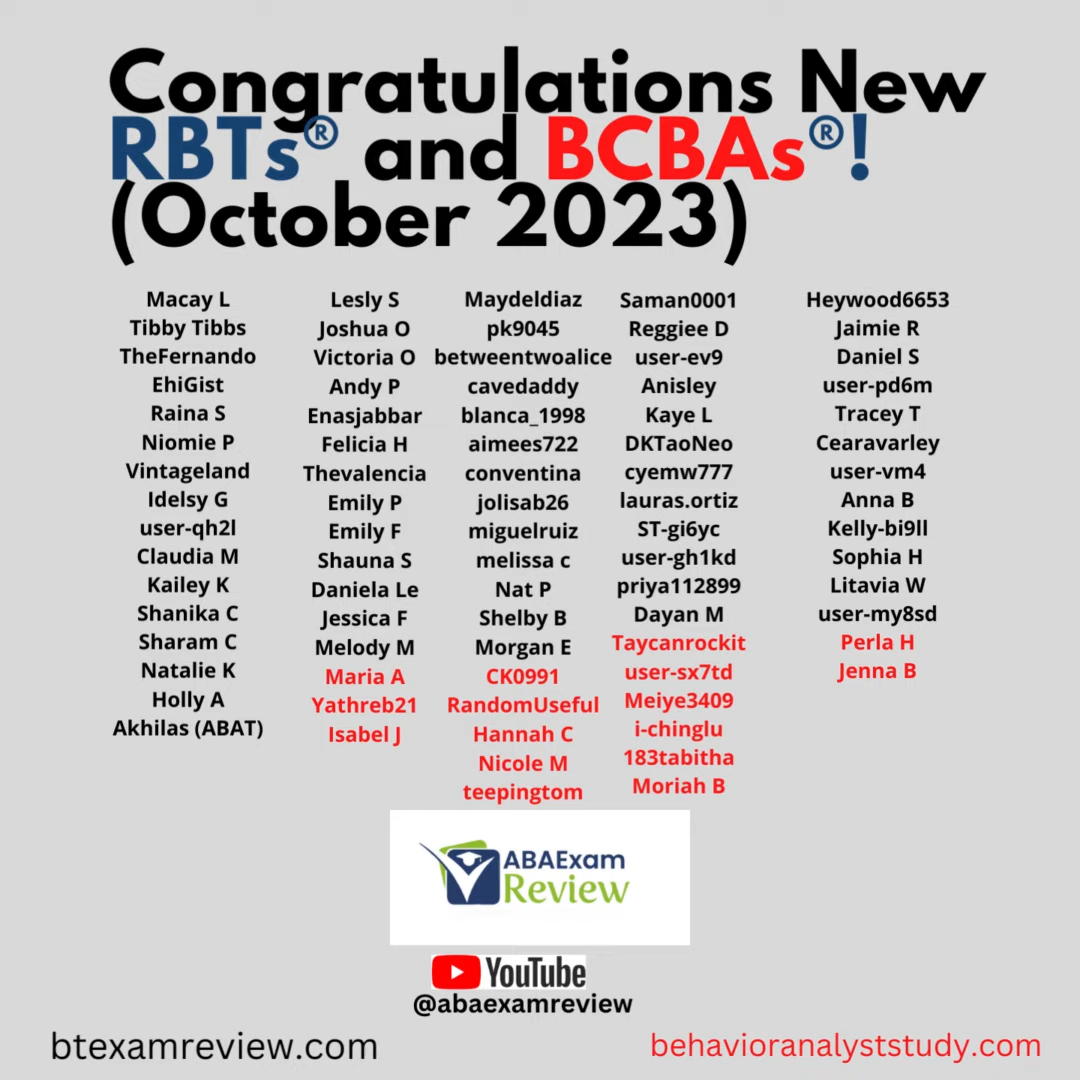 Congratulations New
RBTs® and BCBAs®!
(October 2023)
Macay L
Tibby Tibbs
TheFernando
EhiGist
Raina S
Niomie P
Vintageland
Idelsy G
user-qh2l
Claudia M
Kailey K
Shanika C
Sharam C
Natalie K
Holly A
Akhilas (ABAT)
Lesly S
Joshua O
Victoria O
Andy P
Enasjabbar
Felicia H
Thevalencia
Emily P
Emily F
Shauna S
Daniela Le
Jessica F
Melody M
Maria A
Yathreb21
Isabel J
Maydeldiaz
pk9045
betweentwoalice
cavedaddy
blanca_1998
aimees722
conventina
jolisab26
miguelruiz
melissa c
Nat P
Shelby B
Morgan E
CK0991
RandomUseful
Hannah C
Nicole M
teepingtom
Saman0001
Reggiee D
user-ev9
Anisley
Kaye L
DKTaoNeo
cyemw777
lauras.ortiz
ST-gi6yc
user-gh1kd
priya112899
Dayan M
Taycanrockit
user-sx7td
Meiye3409
i-chinglu
183tabitha
Moriah B
Heywood6653
Jaimie R
Daniel S
user-pd6m
Tracey T
Cearavarley
user-vm4
Anna B
Kelly-bi9ll
Sophia H
Litavia W
user-my8sd
Perla H
Jenna B
ABAExam
Review
YouTube
@abaexamreview
btexamreview.com
behavioranalyststudy.com